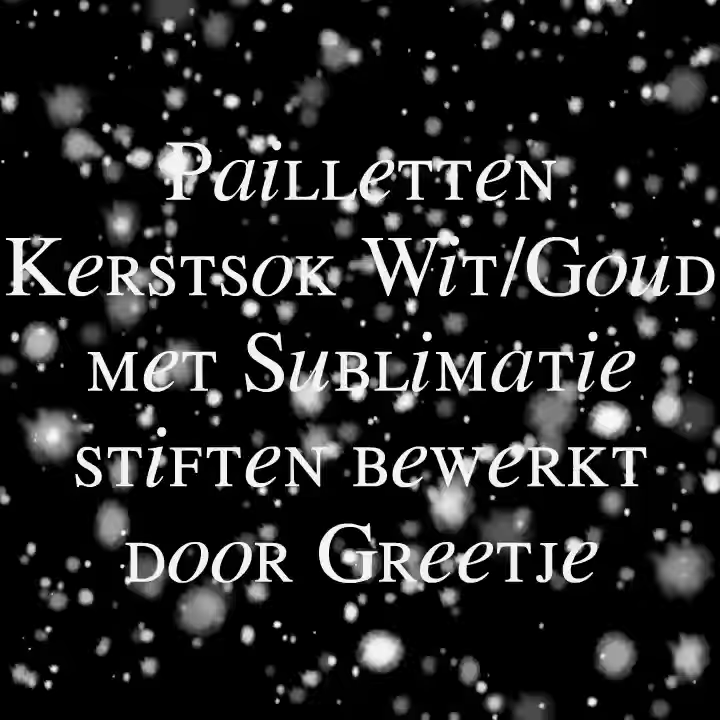 Pailletten
Kerstsok Wit/Goud
met Sublimatie
stiften bewerkt
door Greetje